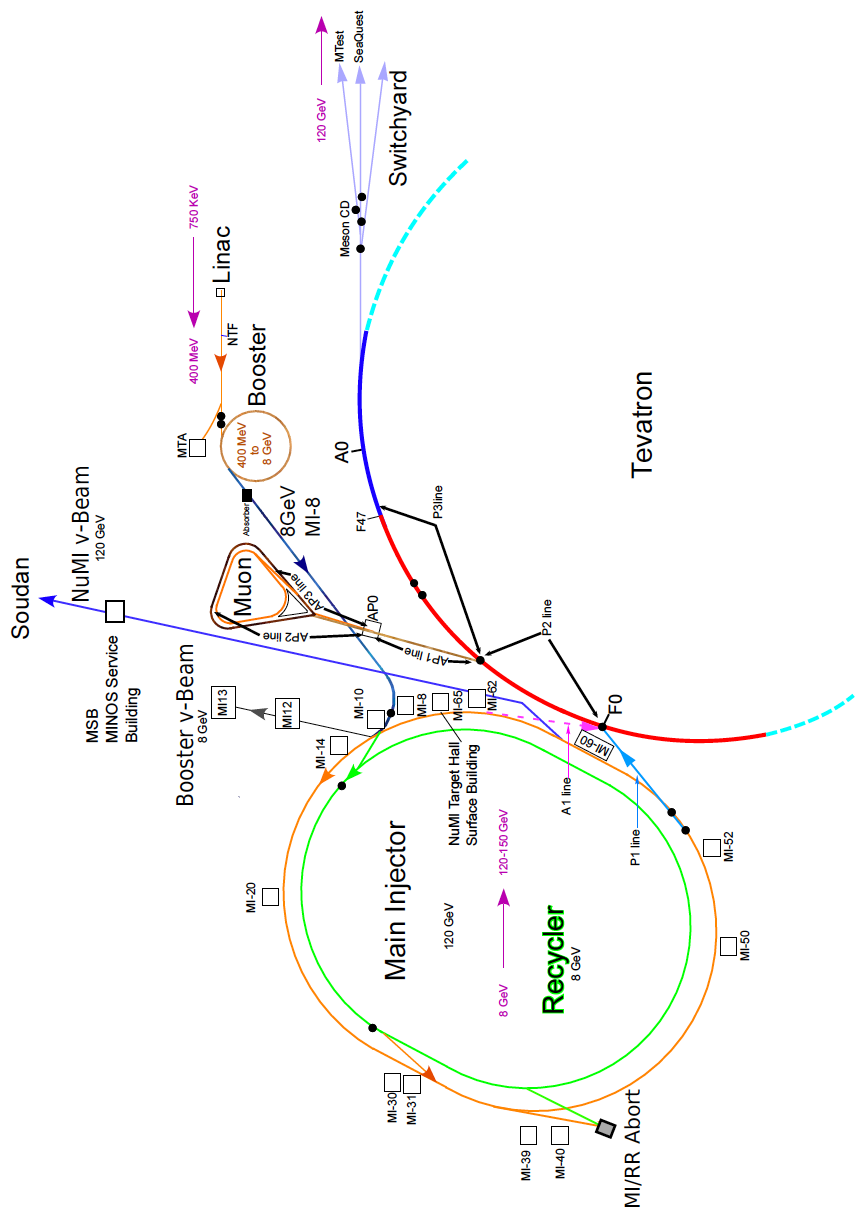 Soudan
NuMI v-Beam
120 GeV
MSB
MINOS Service
Building
Booster v-Beam
8 GeV
MI13
MI12
MI-14
MI-10
MI-8
MI-65
MI-62
NuMI Target Hall
Surface Building
MTA
400 MeV
750 KeV
Linac
NTF
Booster
400 MeV
to
8 GeV
Absorber
8GeV
MI-8
Muon
AP3 line
AP2 line
AP0
AP1 line
120 GeV
MTest
SeaQuest
Switchyard
Meson CD
A0
F47
P3line
Tevatron
P2 line
F0
MI-60
A1 line
P1 line
MI-52
MI-50
MI-20
Main Injector
120 GeV
8 GeV
120-150 GeV
Recycler
8 GeV
MI-30
MI-31
MI-39
MI-40
MI/RR Abort